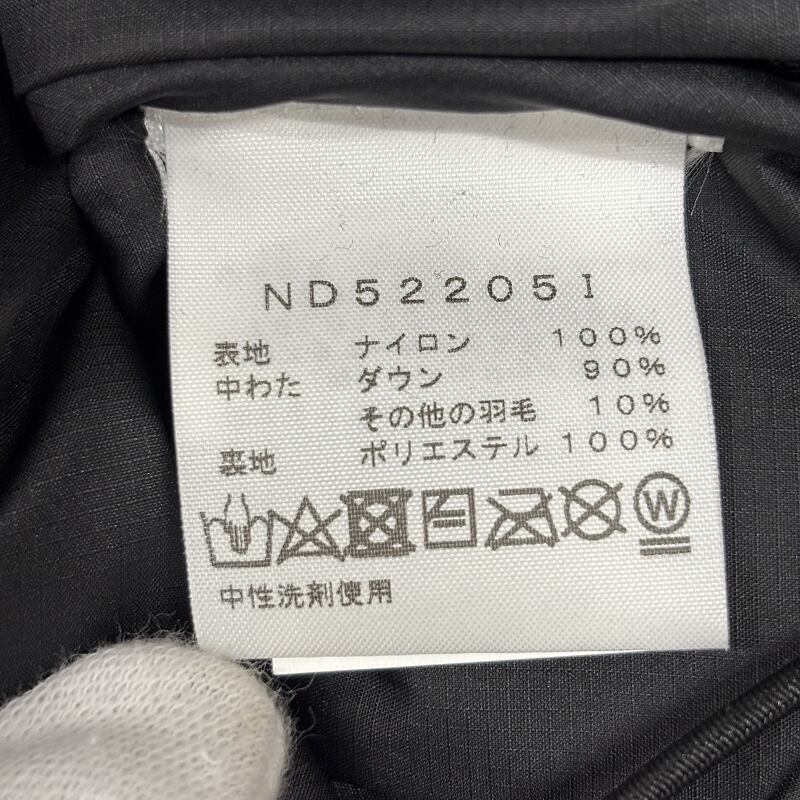 ND52205I
表地 ナイロン 100%
中わた ダウン 90%
その他の羽毛 10%
裏地 ポリエステル 100%
W
中性洗剤使用